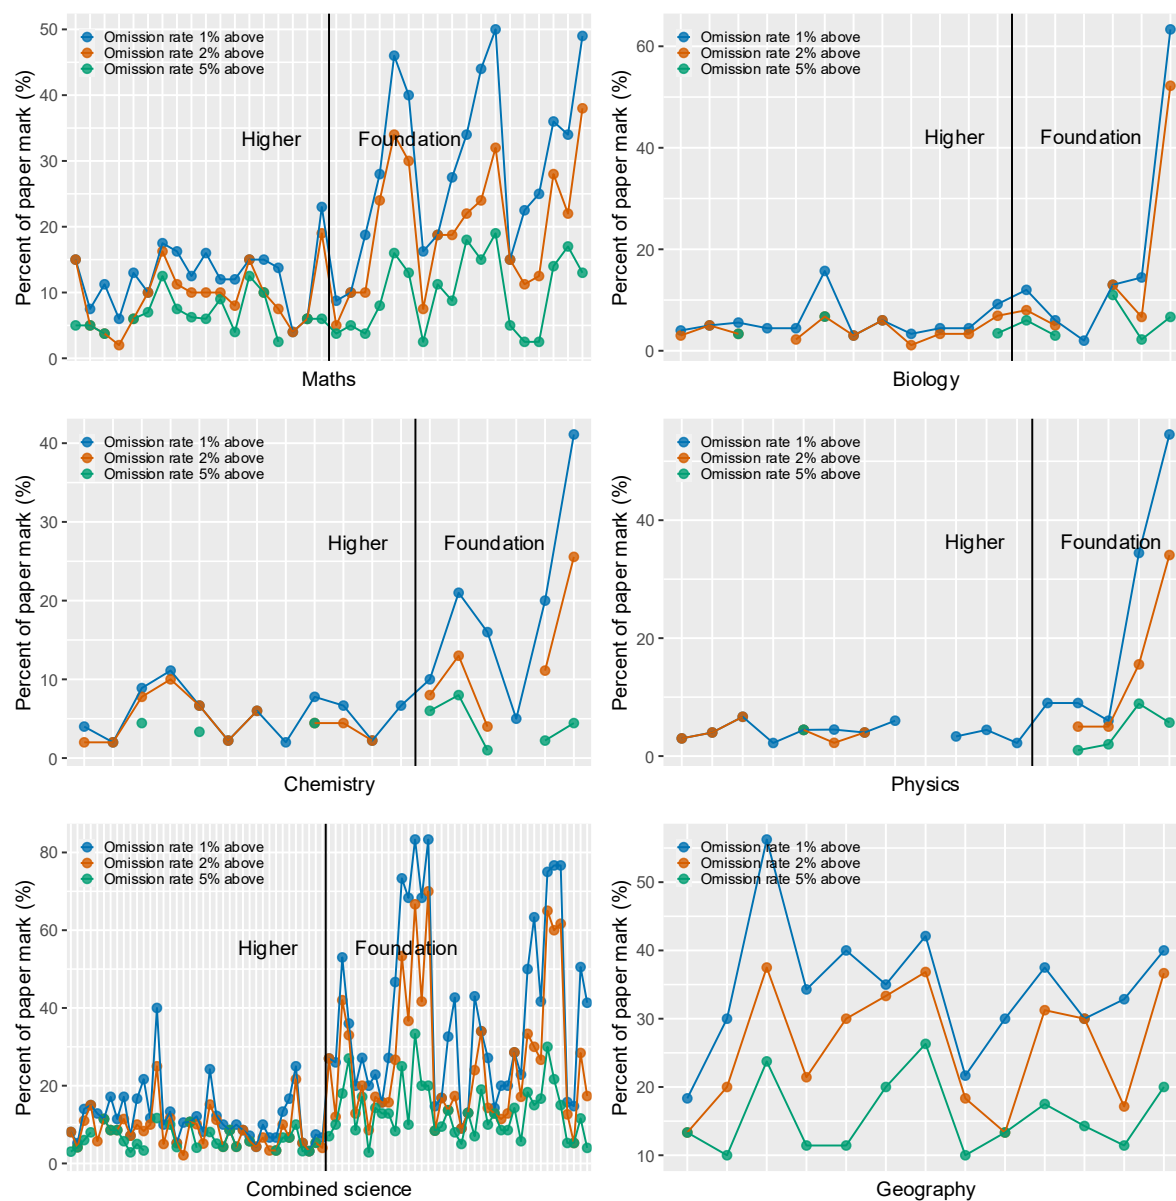 Percent of paper mark (%)
50
40
30
20
10
0
Omission rate 1% above
Omission rate 2% above
Omission rate 5% above
Higher
Foundation
Maths
Percent of paper mark (%)
60
40
20
0
Omission rate 1% above
Omission rate 2% above
Omission rate 5% above
Higher
Foundation
Biology
Percent of paper mark (%)
40
30
20
10
0
Omission rate 1% above
Omission rate 2% above
Omission rate 5% above
Higher
Foundation
Chemistry
Percent of paper mark (%)
40
20
0
Omission rate 1% above
Omission rate 2% above
Omission rate 5% above
Higher
Foundation
Physics
Percent of paper mark (%)
80
60
40
20
0
Omission rate 1% above
Omission rate 2% above
Omission rate 5% above
Higher
Foundation
Combined science
Percent of paper mark (%)
50
40
30
20
10
Omission rate 1% above
Omission rate 2% above
Omission rate 5% above
Geography